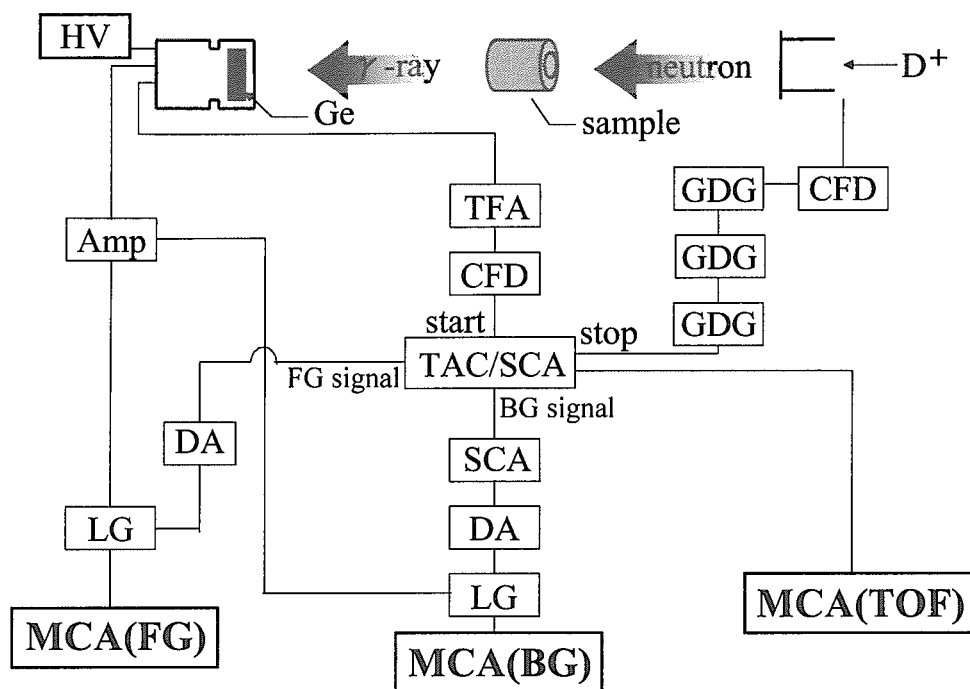 HV
γ-ray
neutron
D⁺
Ge
sample
TFA
GDG
CFD
Amp
GDG
CFD
GDG
start
stop
TAC/SCA
FG signal
BG signal
DA
SCA
LG
DA
LG
MCA(FG)
MCA(BG)
MCA(TOF)